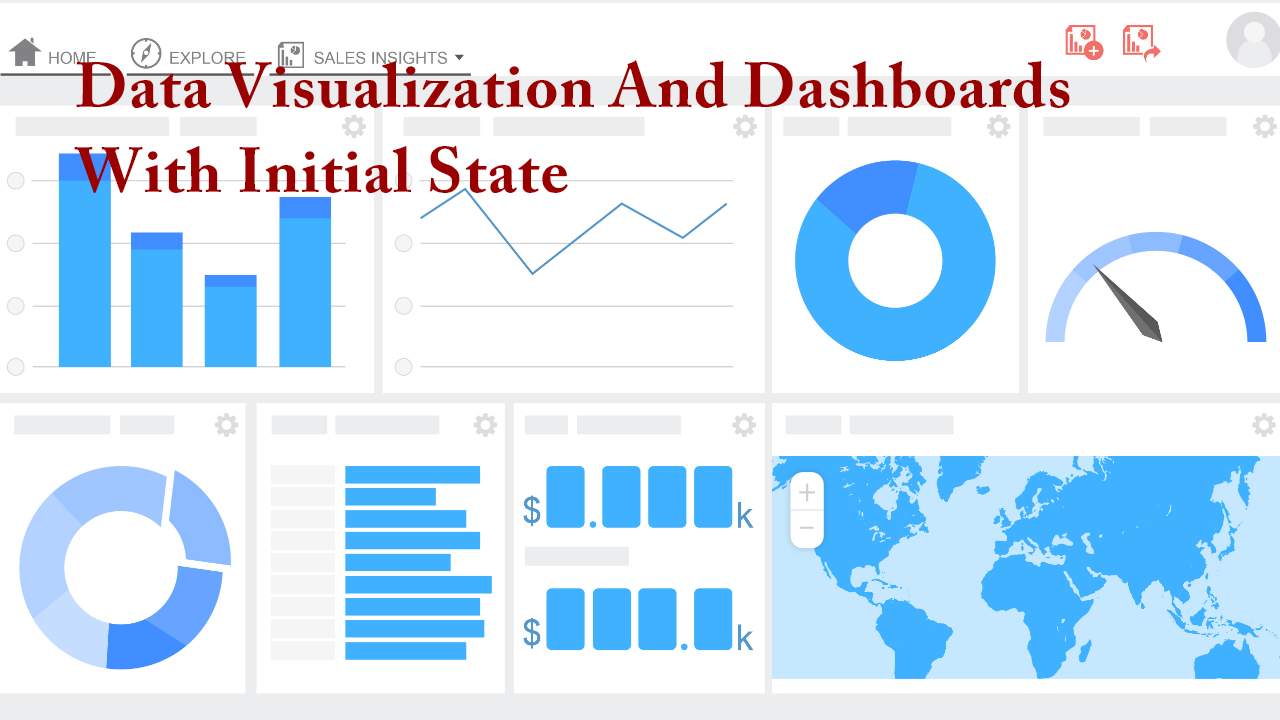 HOME EXPLORE SALES INSIGHTS
Data Visualization And Dashboards
With Initial State
$ . k
$ . k